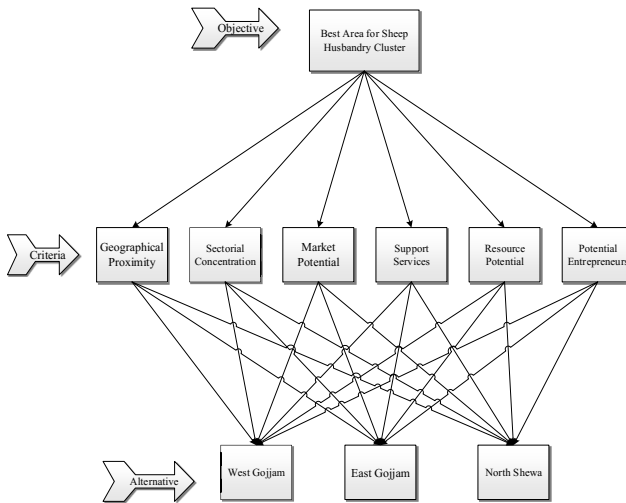 Objective
Best Area for Sheep
Husbandry Cluster
Criteria
Geographical
Proximity
Sectorial
Concentration
Market
Potential
Support
Services
Resource
Potential
Potential
Entrepreneurs
Alternative
West Gojjam
East Gojjam
North Shewa